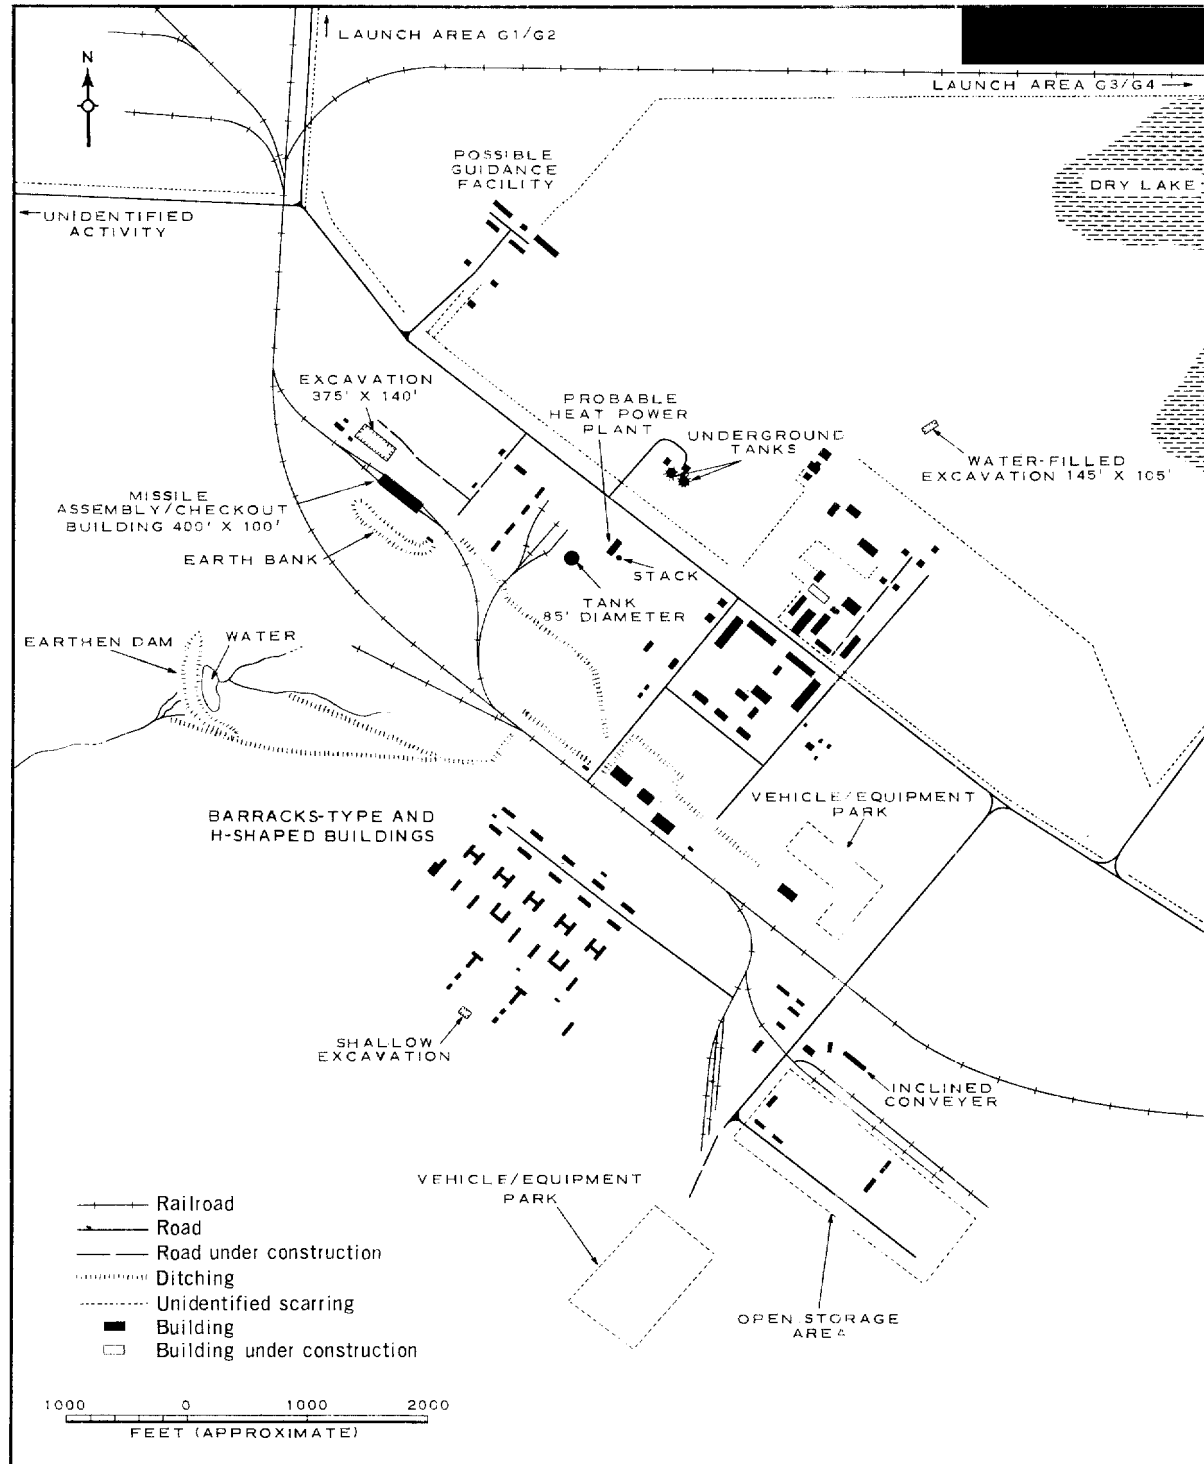 LAUNCH AREA G1/G2
N
LAUNCH AREA G3/G4
POSSIBLE
GUIDANCE
FACILITY
DRY LAKE
UNIDENTIFIED
ACTIVITY
EXCAVATION
375' X 140'
PROBABLE
HEAT POWER
PLANT
UNDERGROUND
TANKS
WATER-FILLED
EXCAVATION 145' X 105'
MISSILE
ASSEMBLY/CHECKOUT
BUILDING 400' X 100'
EARTH BANK
STACK
TANK
85' DIAMETER
EARTHEN DAM
WATER
BARRACKS-TYPE AND
H-SHAPED BUILDINGS
VEHICLE/EQUIPMENT
PARK
SHALLOW
EXCAVATION
INCLINED
CONVEYER
VEHICLE/EQUIPMENT
PARK
OPEN STORAGE
AREA
Railroad
Road
Road under construction
Ditching
Unidentified scarring
Building
Building under construction
1000 0 1000 2000
FEET (APPROXIMATE)